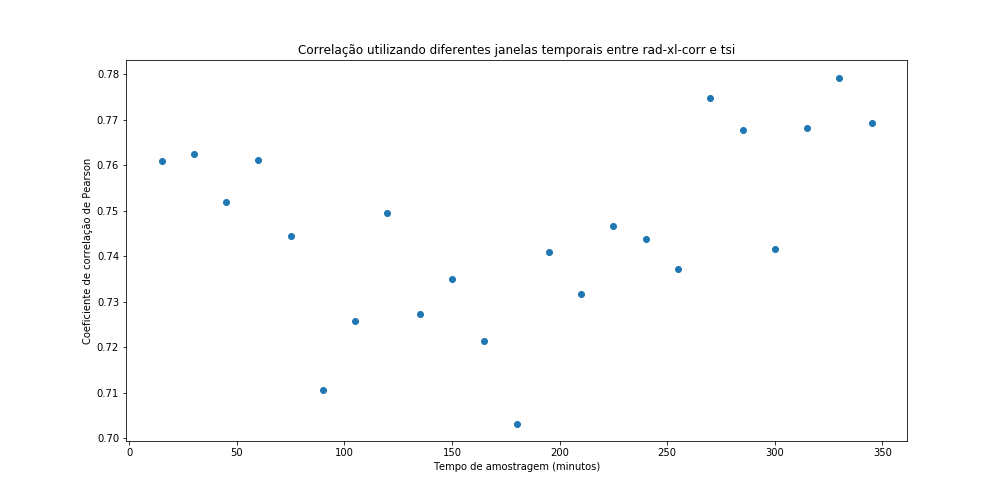 Correlação utilizando diferentes janelas temporais entre rad-xl-corr e tsi
0.78
0.77
0.76
0.75
0.74
0.73
0.72
0.71
0.70
Coeficiente de correlação de Pearson
0 50 100 150 200 250 300 350
Tempo de amostragem (minutos)